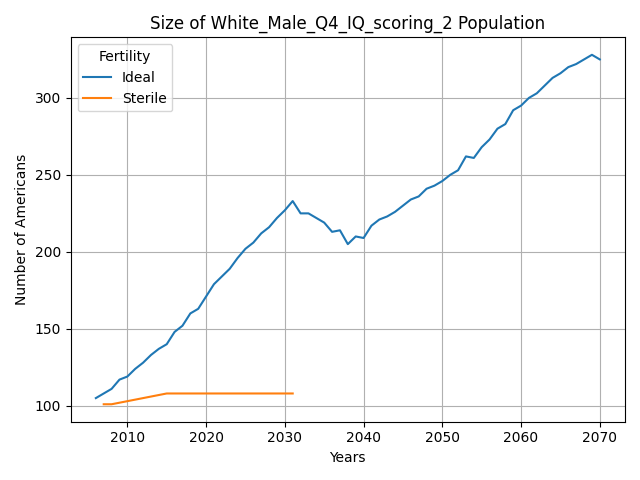 Size of White_Male_Q4_IQ_scoring_2 Population
Fertility
Ideal
Sterile
Number of Americans
300
250
200
150
100
2010 2020 2030 2040 2050 2060 2070
Years